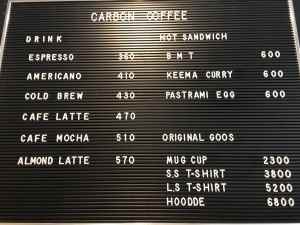 CARBON COFFEE
DRINK HOT SANDWICH
ESPRESSO 360 B M T 600
AMERICANO 410 KEEMA CURRY 600
COLD BREW 430 PASTRAMI EGG 600
CAFE LATTE 470
CAFE MOCHA 510 ORIGINAL GOOS
ALMOND LATTE 570 MUG CUP 2300
S.S T-SHIRT 3800
L.S T-SHIRT 5200
HOODDE 6800